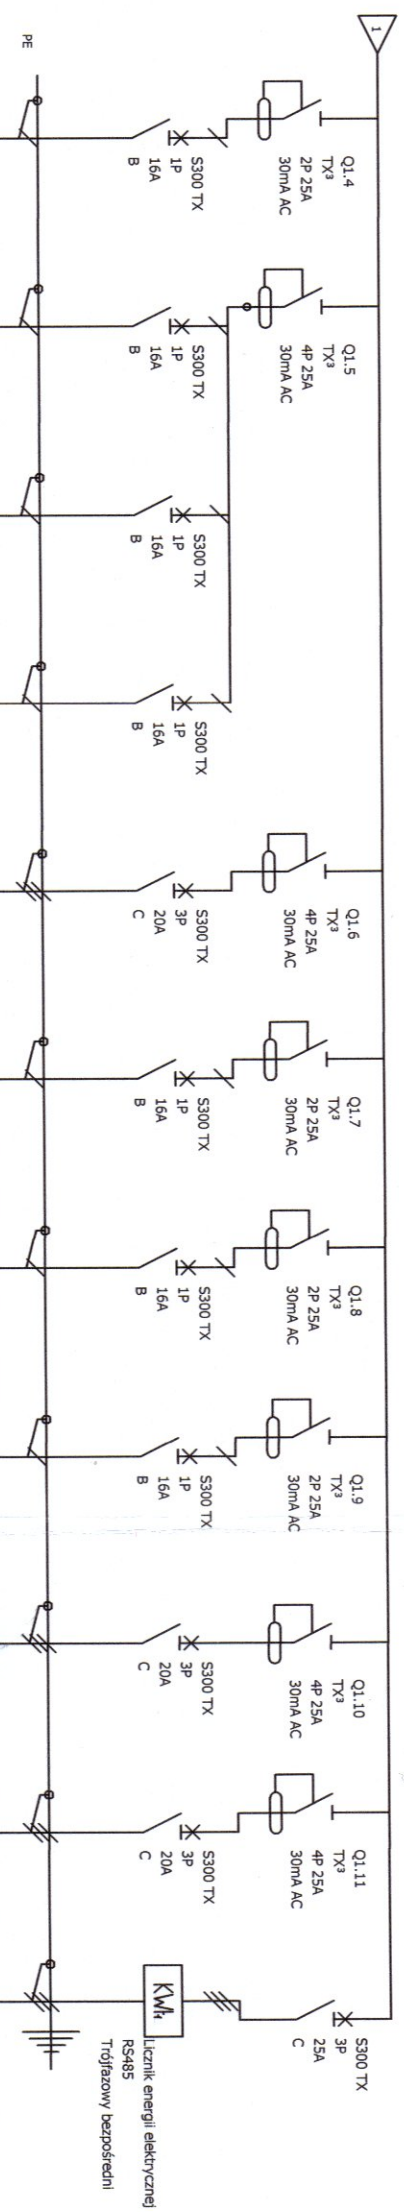 1
PE
Q1.4
TX³
2P 25A
30mA AC
S300 TX
1P
16A
B
Q1.5
TX³
4P 25A
30mA AC
S300 TX
1P
16A
B
S300 TX
1P
16A
B
S300 TX
1P
16A
B
Q1.6
TX³
4P 25A
30mA AC
S300 TX
3P
20A
C
Q1.7
TX³
2P 25A
30mA AC
S300 TX
1P
16A
B
Q1.8
TX³
2P 25A
30mA AC
S300 TX
1P
16A
B
Q1.9
TX³
2P 25A
30mA AC
S300 TX
1P
16A
B
Q1.10
TX³
4P 25A
30mA AC
S300 TX
3P
20A
C
Q1.11
TX³
4P 25A
30mA AC
S300 TX
3P
20A
C
S300 TX
3P
25A
C
KWh
Licznik energii elektrycznej
RS485
Trójfazowy bezpośredni